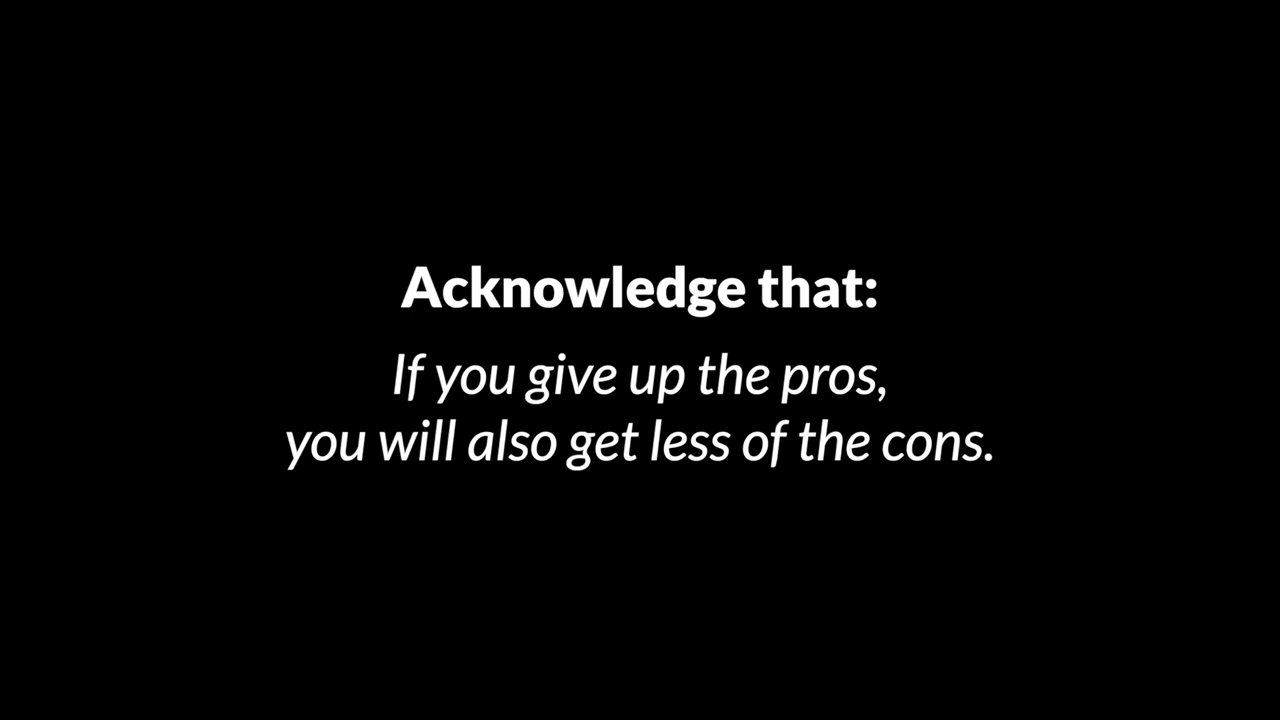 Acknowledge that:
If you give up the pros,
you will also get less of the cons.